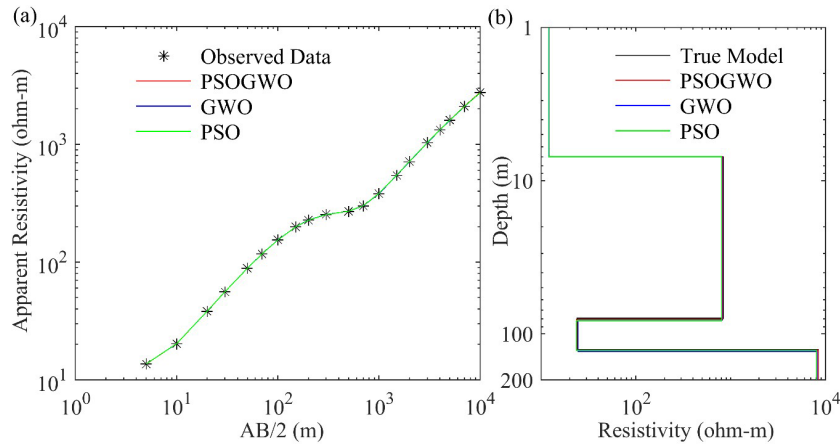 (a)
10^4
10^3
10^2
10^1
Apparent Resistivity (ohm-m)
Observed Data
PSOGWO
GWO
PSO
10^0
10^1
10^2
10^3
10^4
AB/2 (m)
(b)
1
10
100
200
Depth (m)
True Model
PSOGWO
GWO
PSO
10^2
10^4
Resistivity (ohm-m)